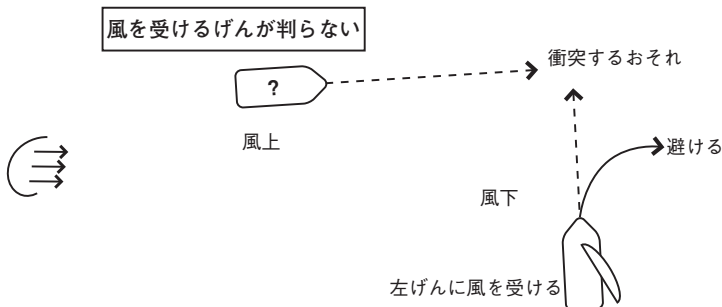 風を受けるげんが判らない
衝突するおそれ
?
風上
避ける
風下
左げんに風を受ける